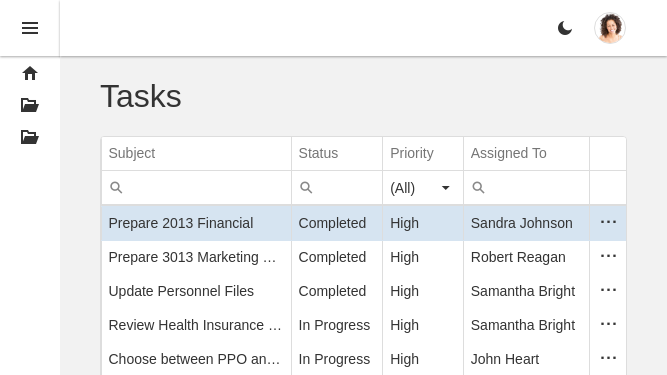 Tasks
Subject Status Priority Assigned To
(All)
Prepare 2013 Financial Completed High Sandra Johnson
Prepare 3013 Marketing ... Completed High Robert Reagan
Update Personnel Files Completed High Samantha Bright
Review Health Insurance ... In Progress High Samantha Bright
Choose between PPO an... In Progress High John Heart